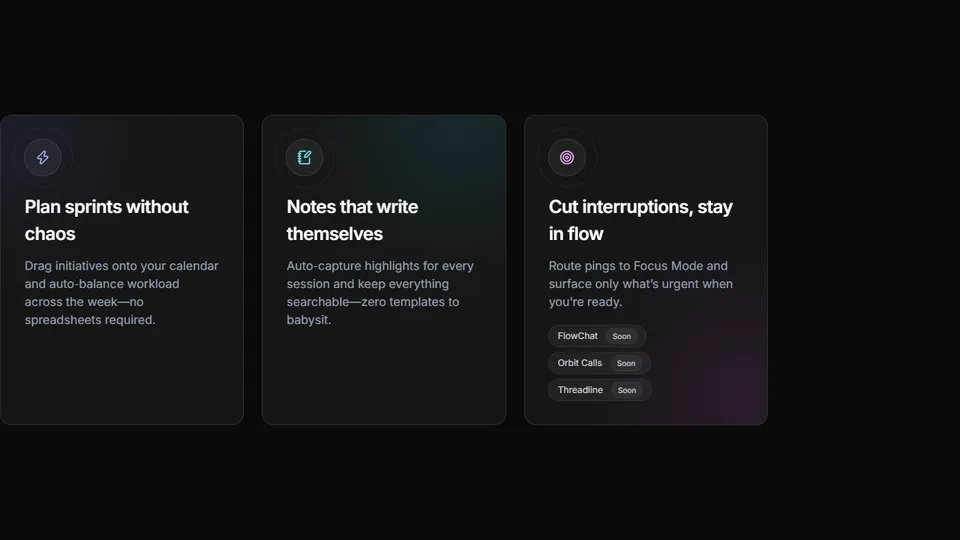 Plan sprints without
chaos
Drag initiatives onto your calendar
and auto-balance workload
across the week—no
spreadsheets required.
Notes that write
themselves
Auto-capture highlights for every
session and keep everything
searchable—zero templates to
babysit.
Cut interruptions, stay
in flow
Route pings to Focus Mode and
surface only what’s urgent when
you’re ready.
FlowChat Soon
Orbit Calls Soon
Threadline Soon